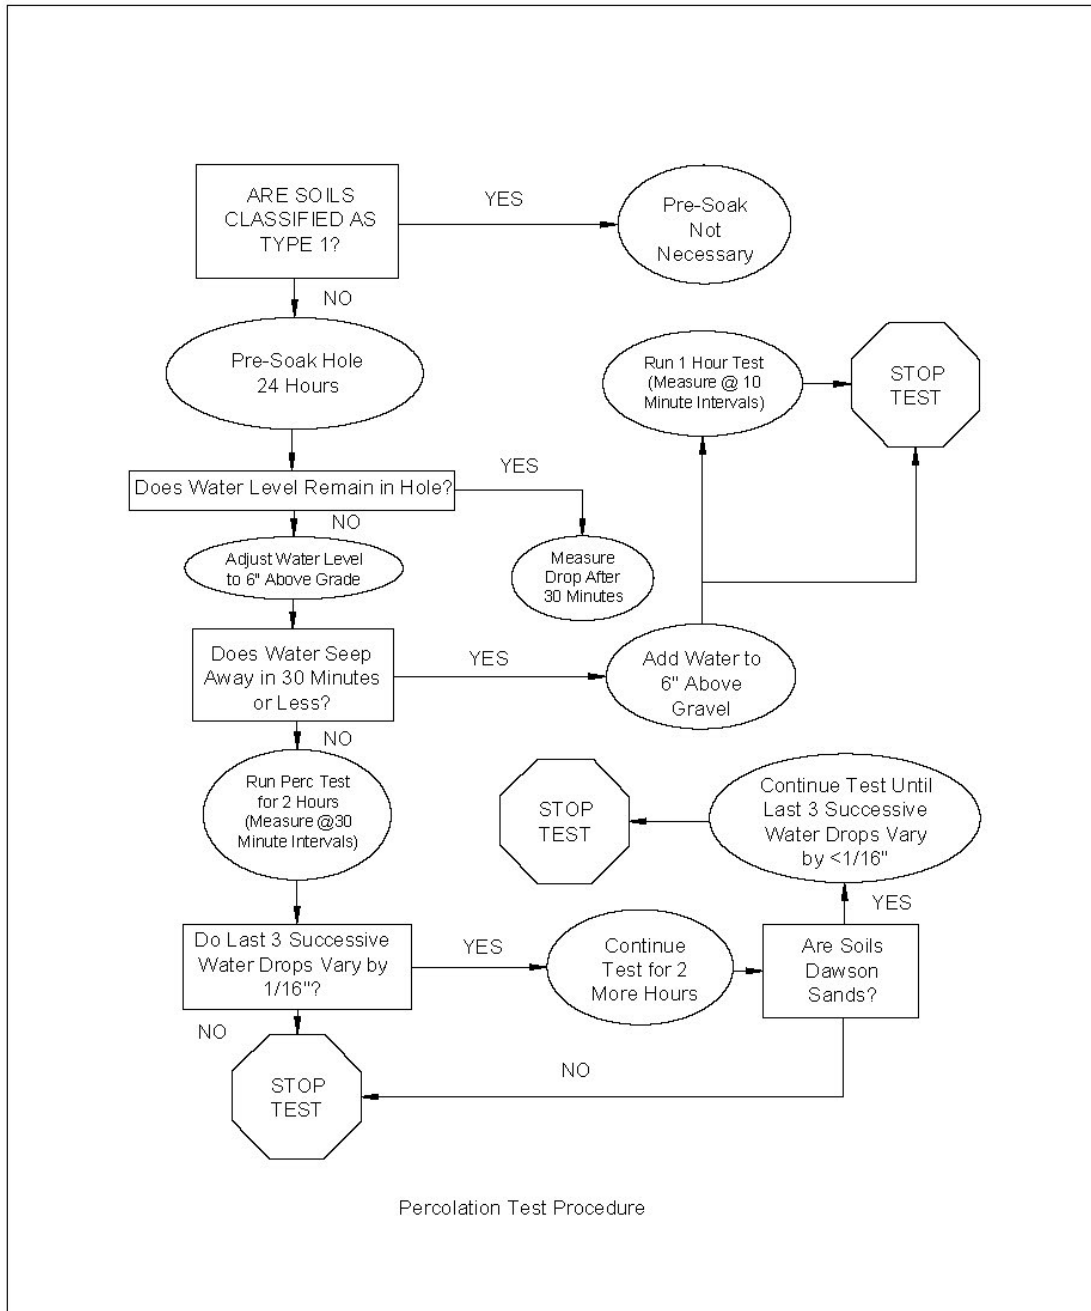 ARE SOILS
CLASSIFIED AS
TYPE 1?
YES
Pre-Soak
Not
Necessary
NO
Pre-Soak Hole
24 Hours
Run 1 Hour Test
(Measure @ 10
Minute Intervals)
STOP
TEST
YES
Does Water Level Remain in Hole?
NO
Adjust Water Level
to 6" Above Grade
Measure
Drop After
30 Minutes
Does Water Seep
Away in 30 Minutes
or Less?
YES
Add Water to
6" Above
Gravel
NO
Run Perc Test
for 2 Hours
(Measure @30
Minute Intervals)
STOP
TEST
Continue Test Until
Last 3 Successive
Water Drops Vary
by <1/16"
YES
Do Last 3 Successive
Water Drops Vary by
1/16"?
YES
Continue
Test for 2
More Hours
Are Soils
Dawson
Sands?
NO
NO
STOP
TEST
Percolation Test Procedure